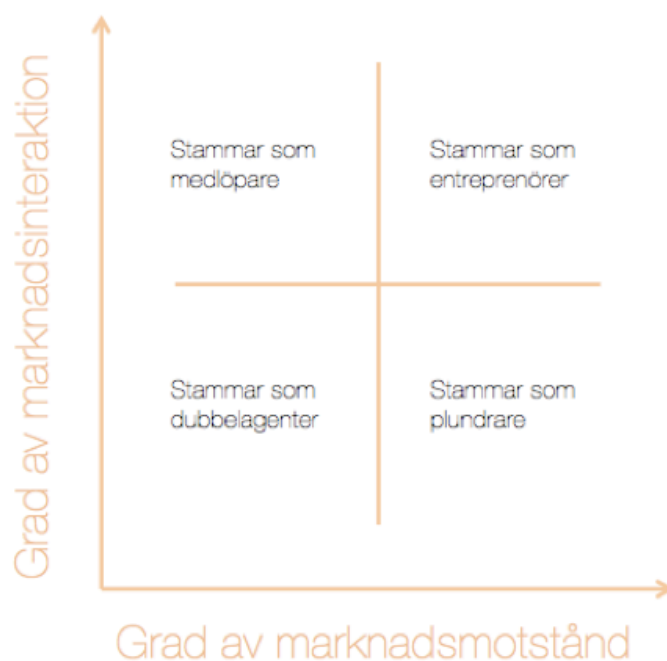 Grad av marknadsinteraktion
Stammar som
medlöpare
Stammar som
entreprenörer
Stammar som
dubbelagenter
Stammar som
plundrare
Grad av marknadsmotstånd